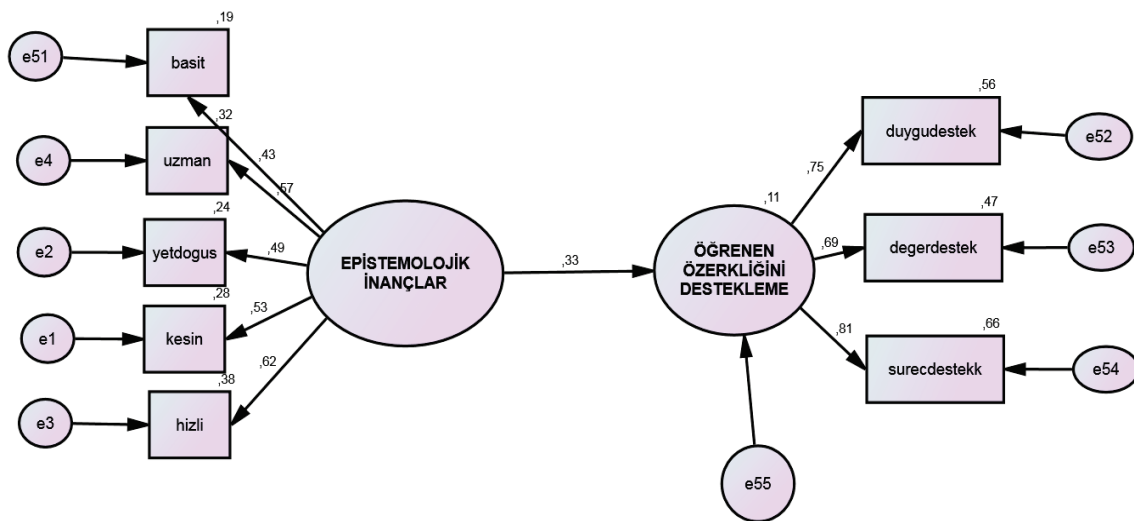 ,19
e51
basit
,32
,43
e4
uzman
,57
,24
e2
yetdogus
,49
,28
e1
kesin
,53
,38
e3
hizli
,62
EPİSTEMOLOJİK
İNANÇLAR
,33
,11
ÖĞRENEN
ÖZERKLİĞİNİ
DESTEKLEME
e55
,75
,56
duygudestek
e52
,69
,47
degerdestek
e53
,81
,66
surecdestekk
e54